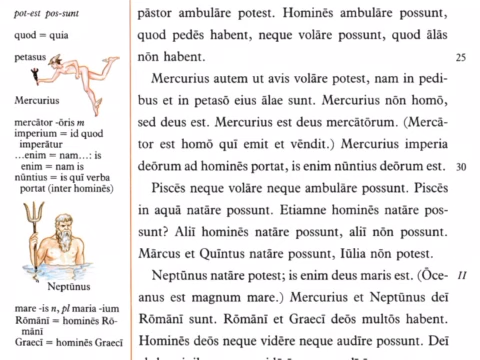 pot-est pos-sunt
quod = quia
petasus
Mercurius
mercātor -ōris m
imperium = id quod
imperātur
...enim = nam...: is
enim = nam is
nūntius = is quī verba
portat (inter hominēs)
Neptūnus
mare -is n, pl maria -ium
Rōmānī = hominēs Rō-
mānī
Graecī = hominēs Graecī
pāstor ambulāre potest. Hominēs ambulāre possunt,
quod pedēs habent, neque volāre possunt, quod ālās
nōn habent.
25
Mercurius autem ut avis volāre potest, nam in pedi-
bus et in petasō eius ālae sunt. Mercurius nōn homō,
sed deus est. Mercurius est deus mercātōrum. (Mercā-
tor est homō quī emit et vēndit.) Mercurius imperia
deōrum ad hominēs portat, is enim nūntius deōrum est.
30
Piscēs neque volāre neque ambulāre possunt. Piscēs
in aquā natāre possunt. Etiamne hominēs natāre pos-
sunt? Aliī hominēs natāre possunt, aliī nōn possunt.
Mārcus et Quīntus natāre possunt, Iūlia nōn potest.
Neptūnus natāre potest; is enim deus maris est. (Ōce-
II
anus est magnum mare.) Mercurius et Neptūnus deī
Rōmānī sunt. Rōmānī et Graecī deōs multōs habent.
Hominēs deōs neque vidēre neque audīre possunt. Deī